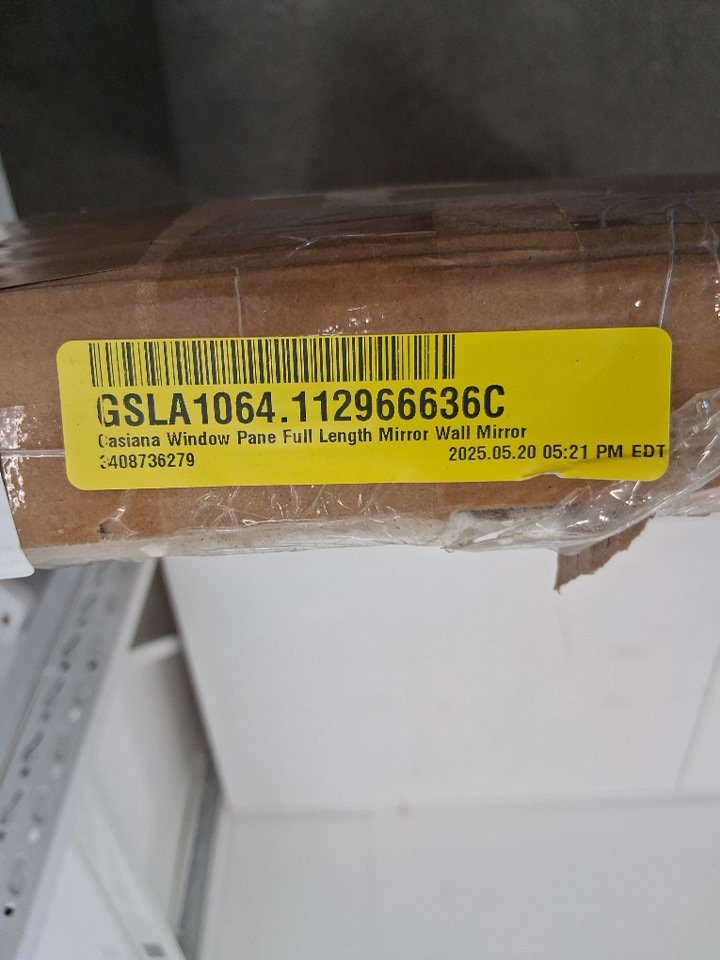 GSLA1064.112966636C
Casiana Window Pane Full Length Mirror Wall Mirror
3408736279 2025.05.20 05:21 PM EDT